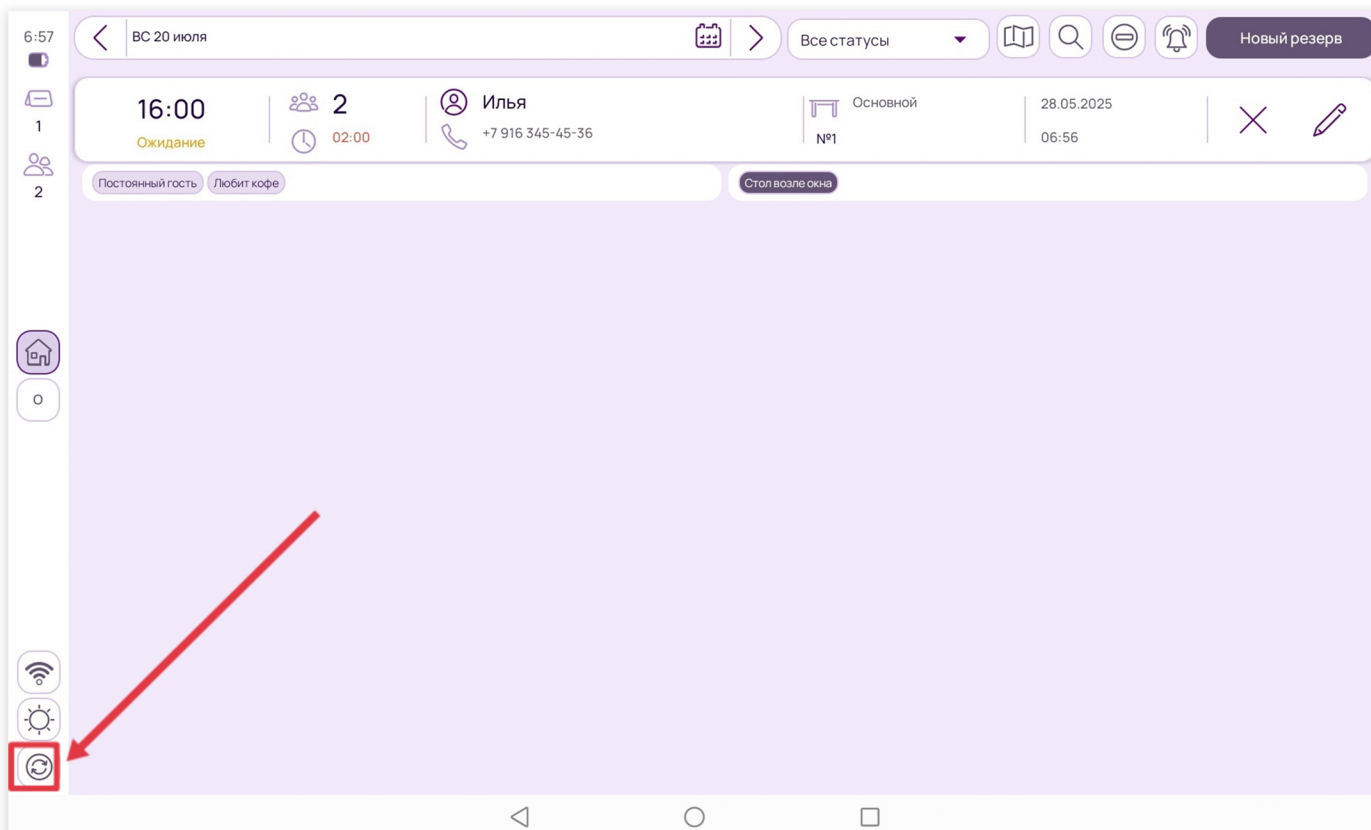 6:57
ВС 20 июля
Все статусы
Новый резерв
1
2
16:00
Ожидание
2
02:00
Илья
+7 916 345-45-36
Основной
№1
28.05.2025
06:56
Постоянный гость
Любит кофе
Стол возле окна
О